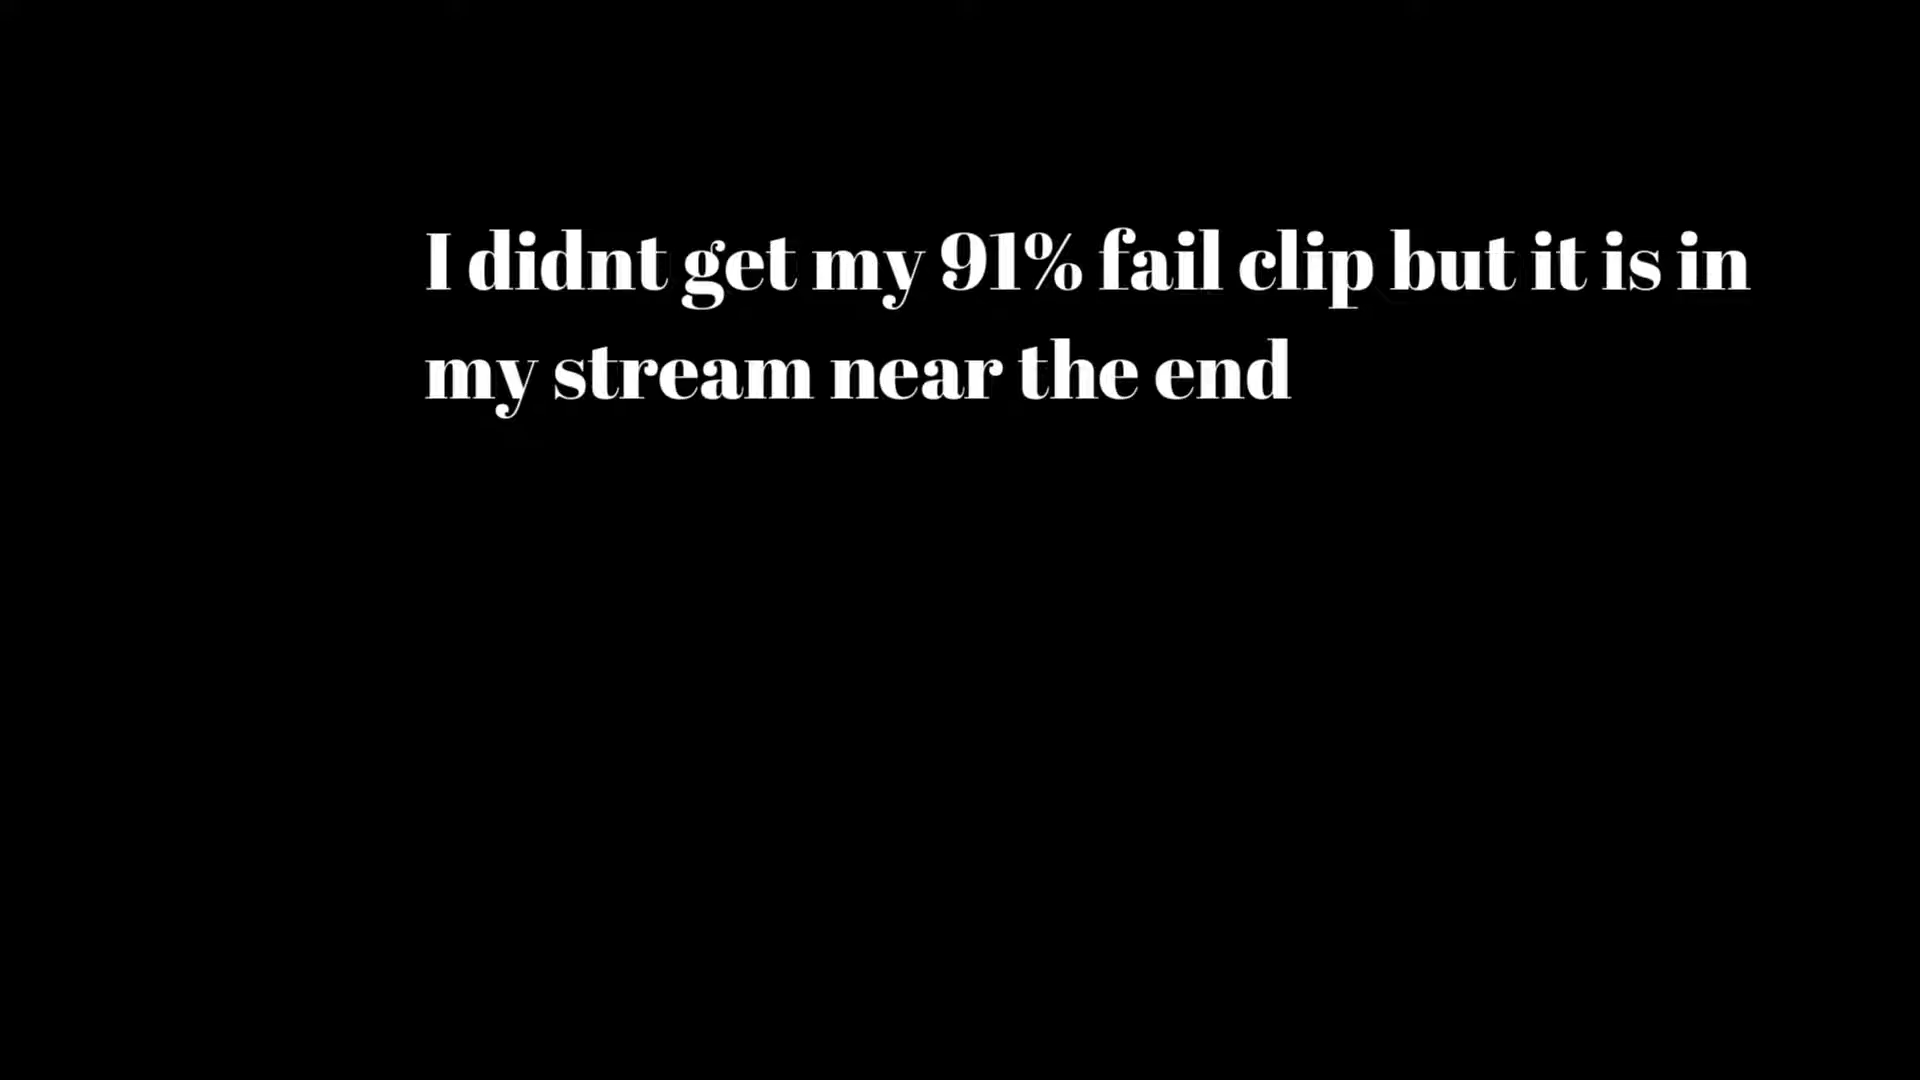 I didnt get my 91% fail clip but it is in
my stream near the end